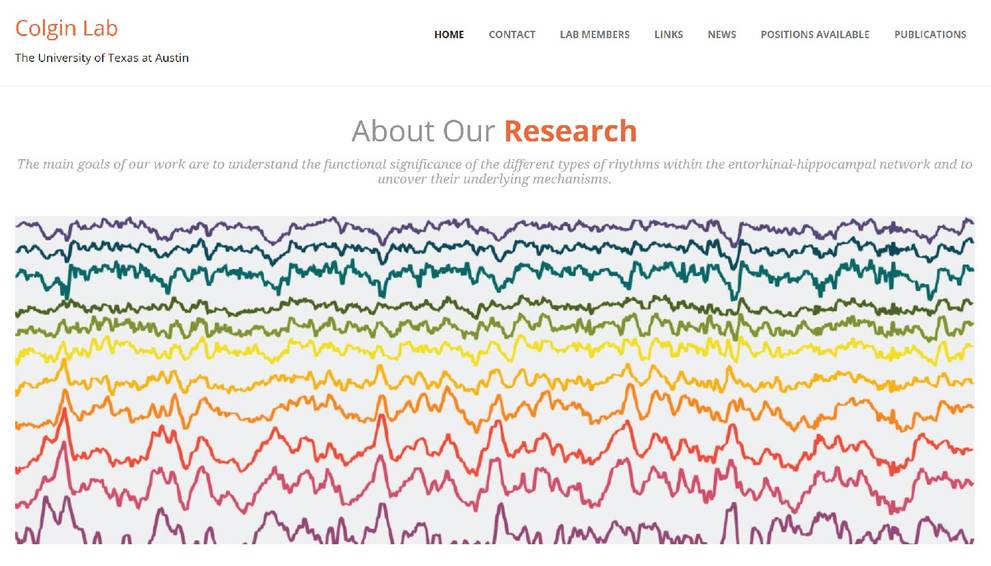 Colgin Lab
The University of Texas at Austin
HOME CONTACT LAB MEMBERS LINKS NEWS POSITIONS AVAILABLE PUBLICATIONS
About Our Research
The main goals of our work are to understand the functional significance of the different types of rhythms within the entorhinal-hippocampal network and to
uncover their underlying mechanisms.